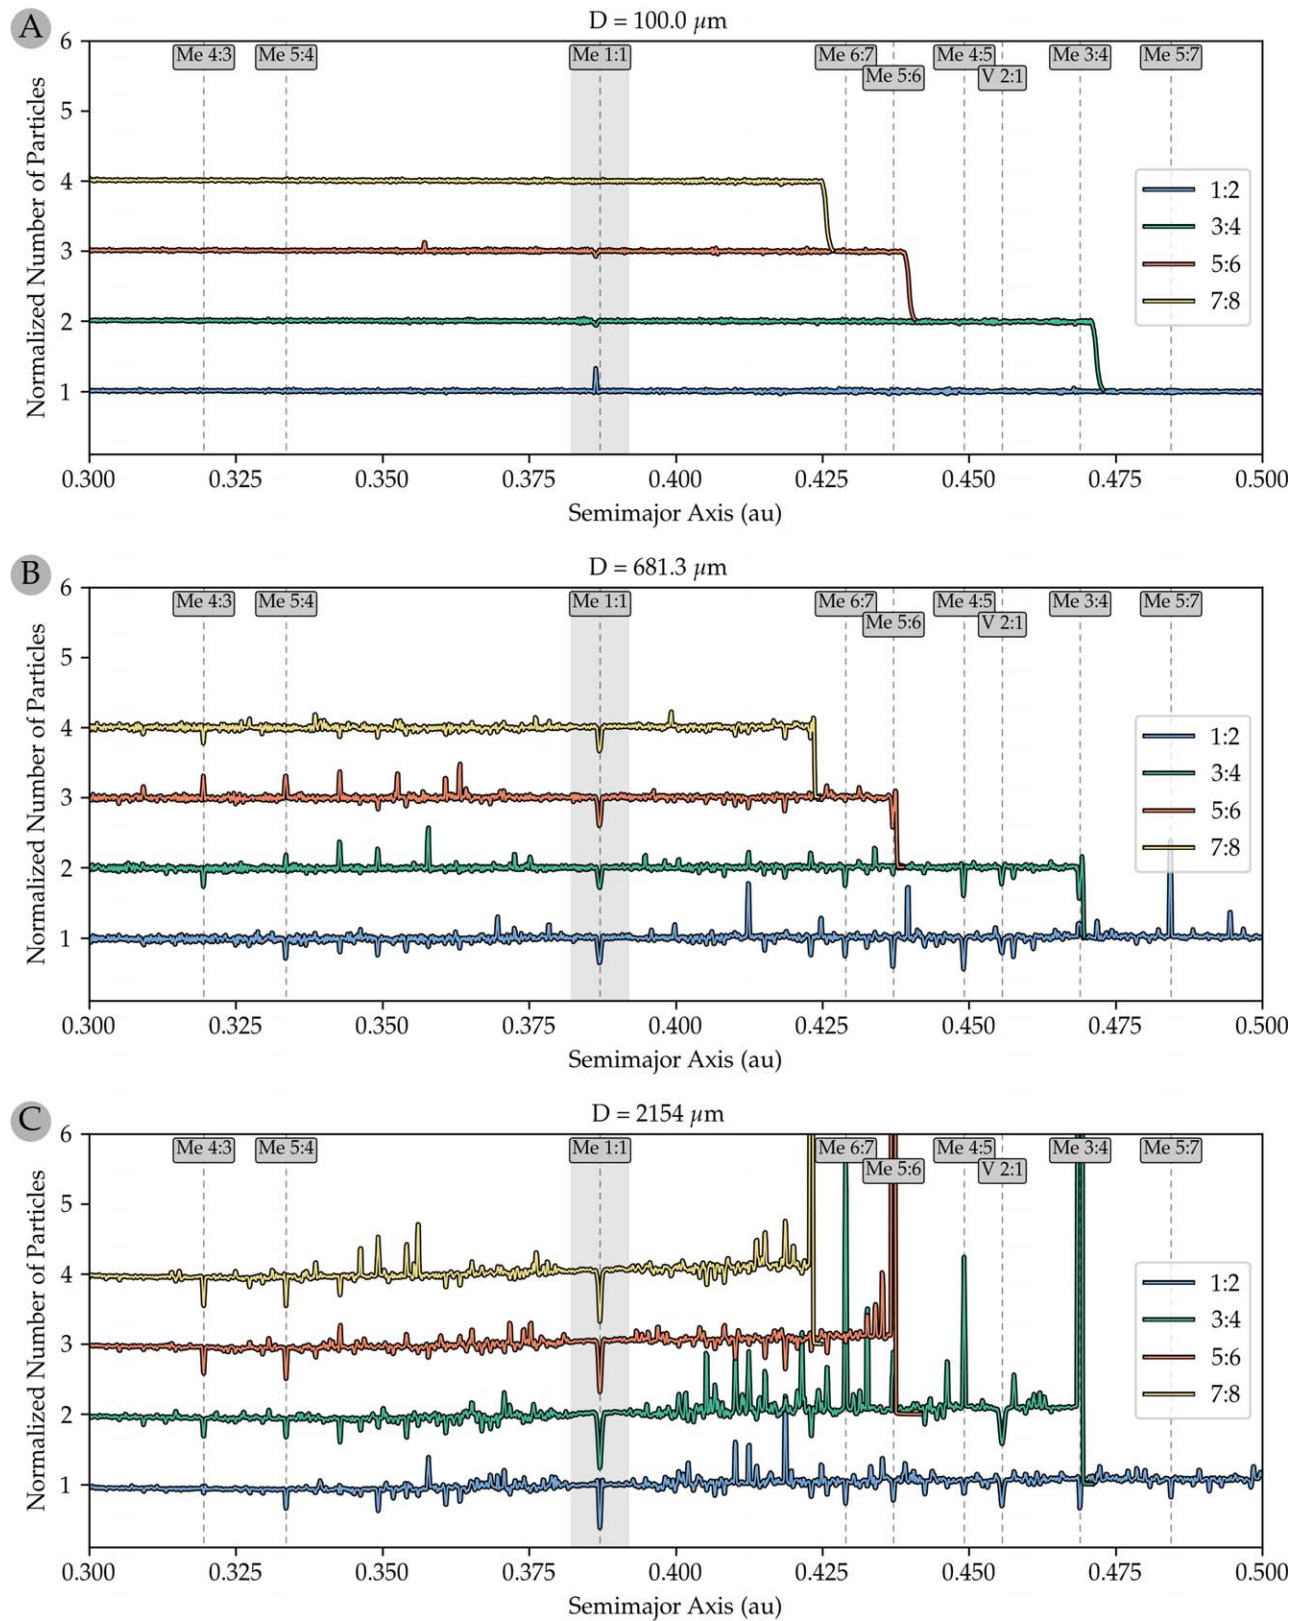 A
D = 100.0 μm
Normalized Number of Particles
6
5
4
3
2
1
Me 4:3
Me 5:4
Me 1:1
Me 6:7
Me 5:6
Me 4:5
V 2:1
Me 3:4
Me 5:7
1:2
3:4
5:6
7:8
0.300 0.325 0.350 0.375 0.400 0.425 0.450 0.475 0.500
Semimajor Axis (au)
B
D = 681.3 μm
Normalized Number of Particles
6
5
4
3
2
1
Me 4:3
Me 5:4
Me 1:1
Me 6:7
Me 5:6
Me 4:5
V 2:1
Me 3:4
Me 5:7
1:2
3:4
5:6
7:8
0.300 0.325 0.350 0.375 0.400 0.425 0.450 0.475 0.500
Semimajor Axis (au)
C
D = 2154 μm
Normalized Number of Particles
6
5
4
3
2
1
Me 4:3
Me 5:4
Me 1:1
Me 6:7
Me 5:6
Me 4:5
V 2:1
Me 3:4
Me 5:7
1:2
3:4
5:6
7:8
0.300 0.325 0.350 0.375 0.400 0.425 0.450 0.475 0.500
Semimajor Axis (au)